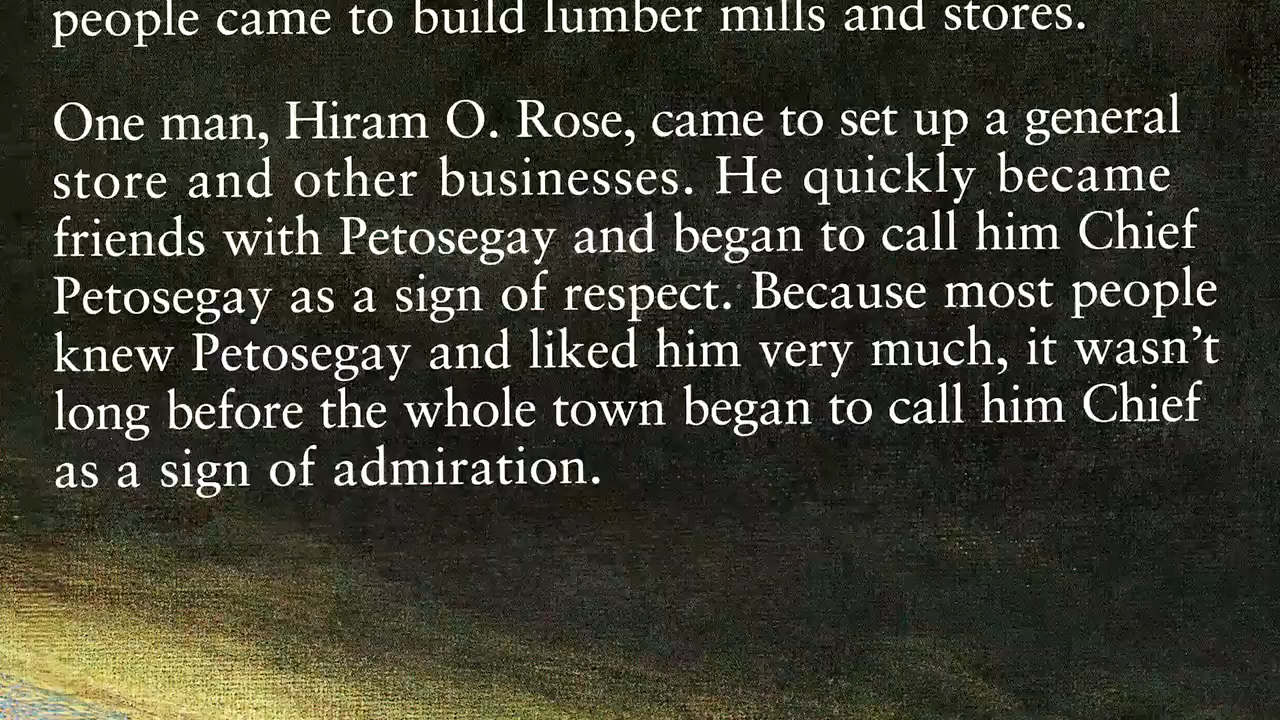 people came to build lumber mills and stores.
One man, Hiram O. Rose, came to set up a general
store and other businesses. He quickly became
friends with Petosegay and began to call him Chief
Petosegay as a sign of respect. Because most people
knew Petosegay and liked him very much, it wasn't
long before the whole town began to call him Chief
as a sign of admiration.